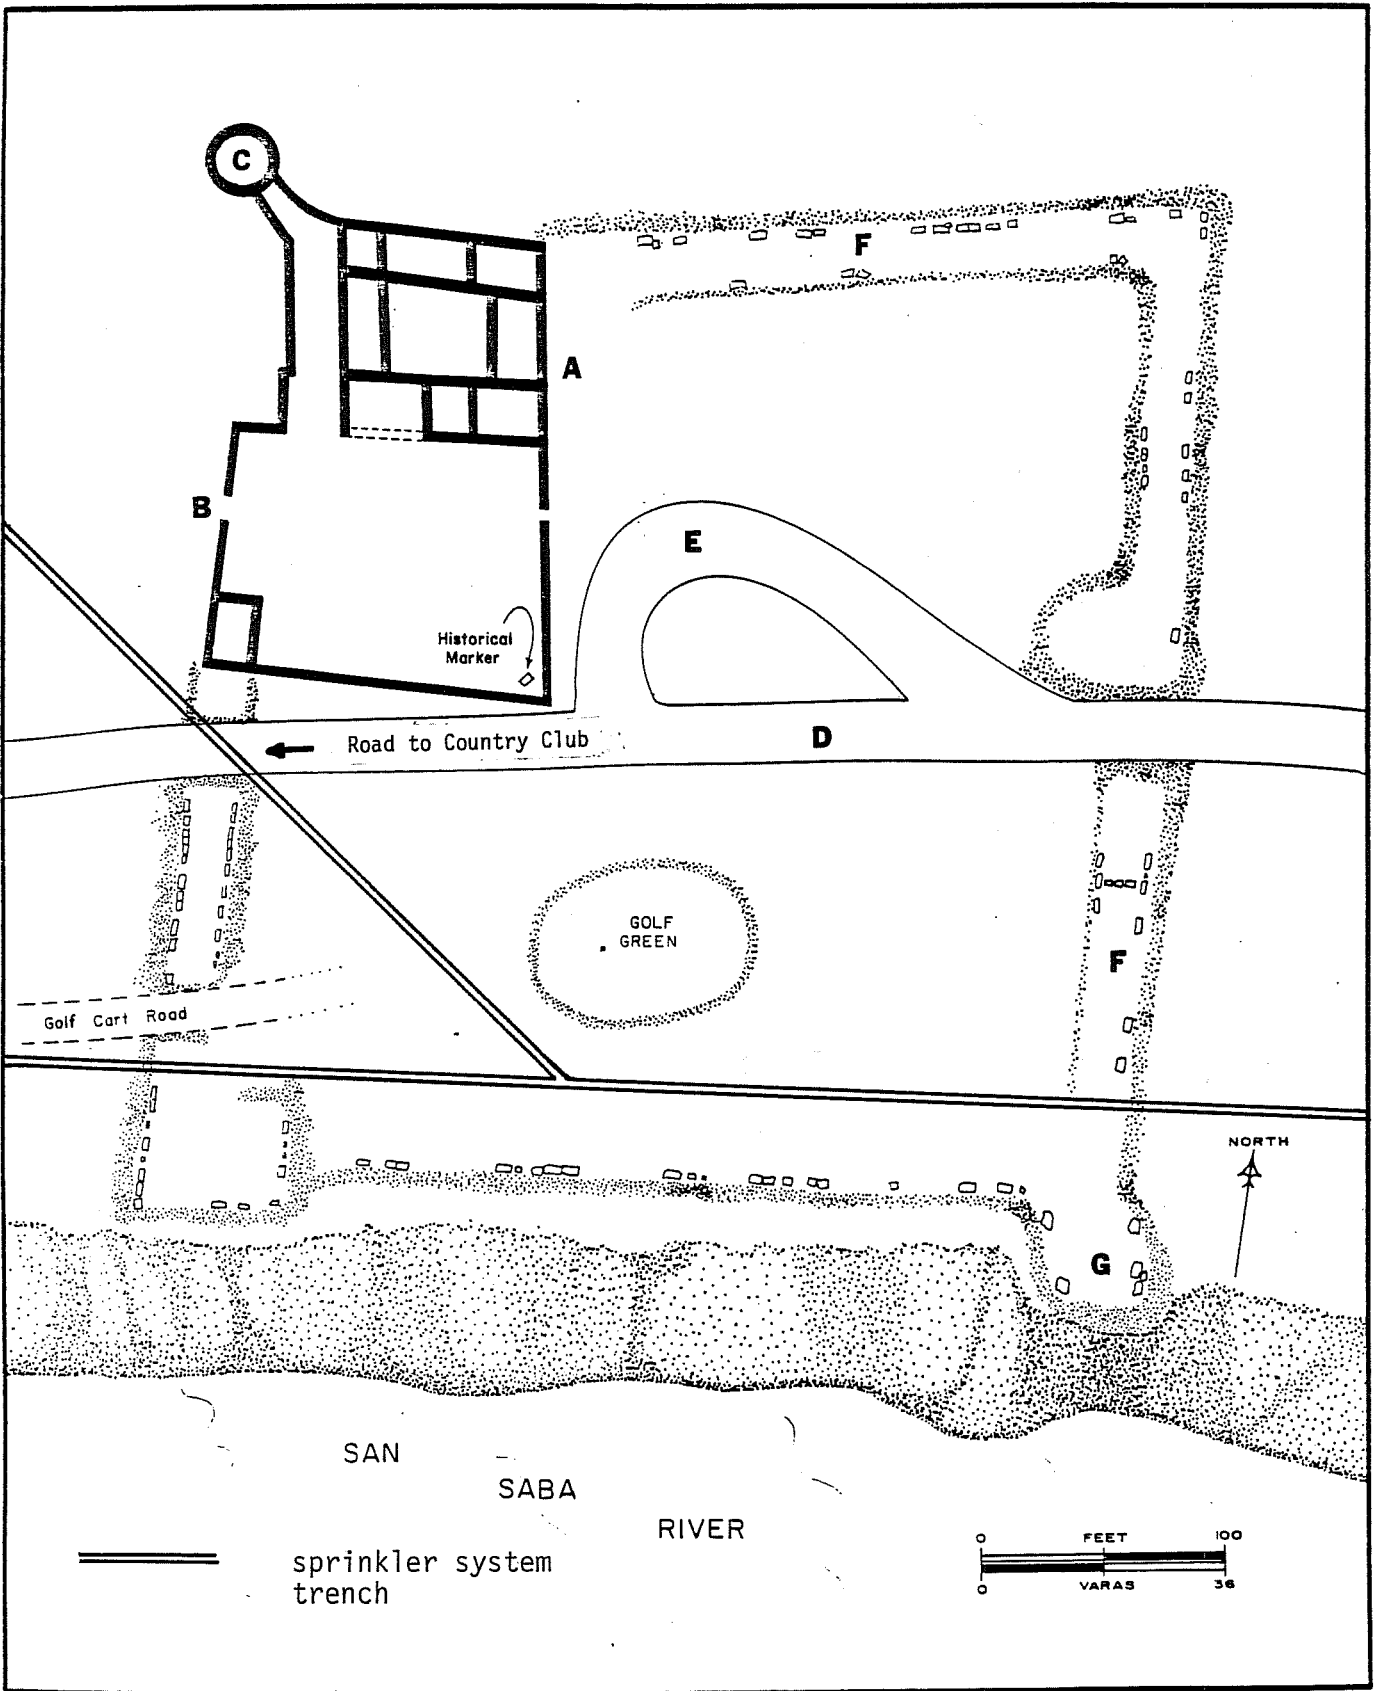 C
F
A
B
E
Historical
Marker
D
Road to Country Club
GOLF
GREEN
F
Golf Cart Road
NORTH
G
SAN
SABA
RIVER
0 FEET 100
0 VARAS 36
sprinkler system
trench